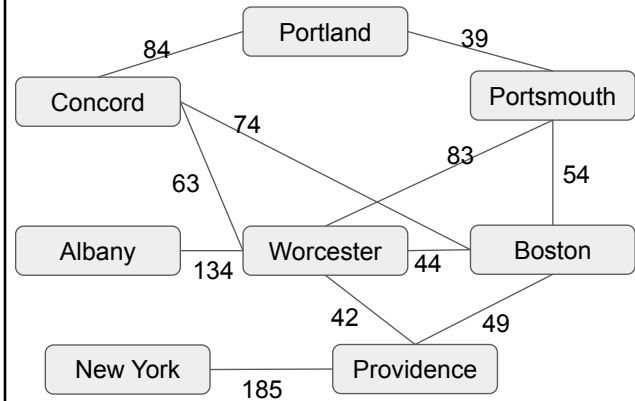 Portland
84
39
Concord
Portsmouth
74
83
63
54
Albany
134
Worcester
44
Boston
42
49
New York
185
Providence